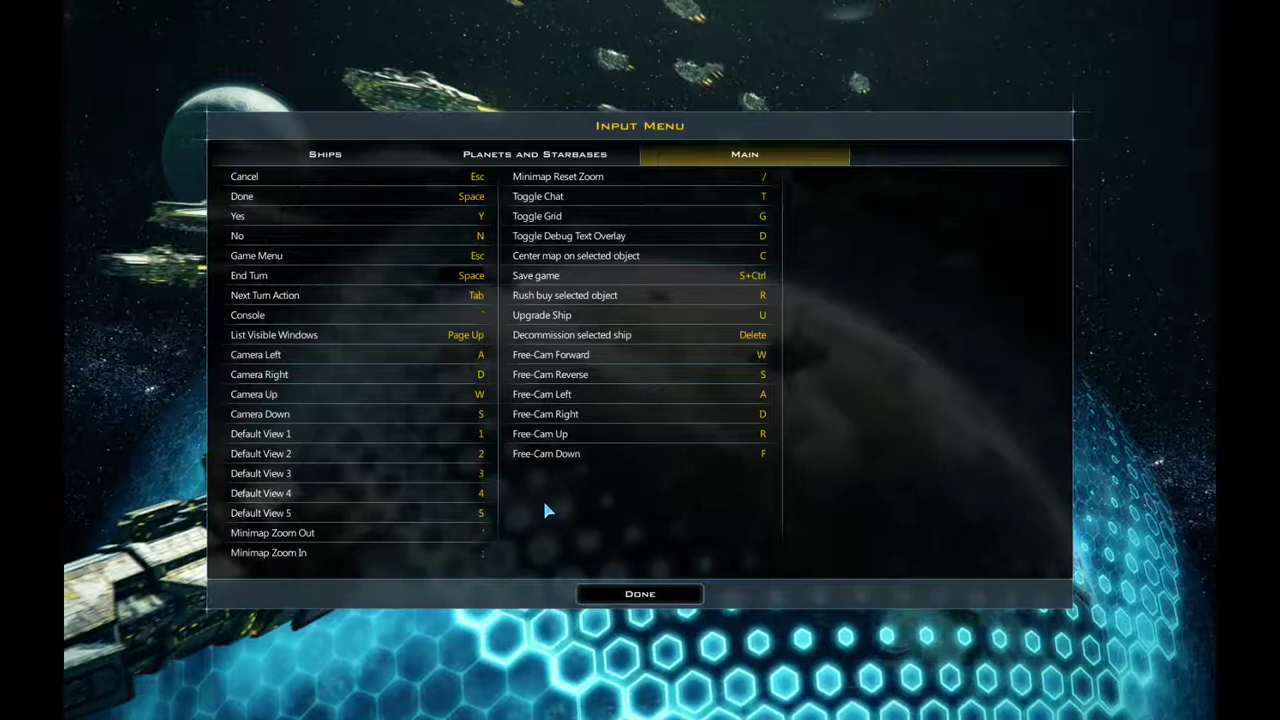 INPUT MENU
SHIPS PLANETS AND STARBASES MAIN
Cancel Esc
Done Space
Yes Y
No N
Game Menu Esc
End Turn Space
Next Turn Action Tab
Console `
List Visible Windows Page Up
Camera Left A
Camera Right D
Camera Up W
Camera Down S
Default View 1 1
Default View 2 2
Default View 3 3
Default View 4 4
Default View 5 5
Minimap Zoom Out '
Minimap Zoom In ;
Minimap Reset Zoom /
Toggle Chat T
Toggle Grid G
Toggle Debug Text Overlay D
Center map on selected object C
Save game S+Ctrl
Rush buy selected object R
Upgrade Ship U
Decommission selected ship Delete
Free-Cam Forward W
Free-Cam Reverse S
Free-Cam Left A
Free-Cam Right D
Free-Cam Up R
Free-Cam Down F
DONE